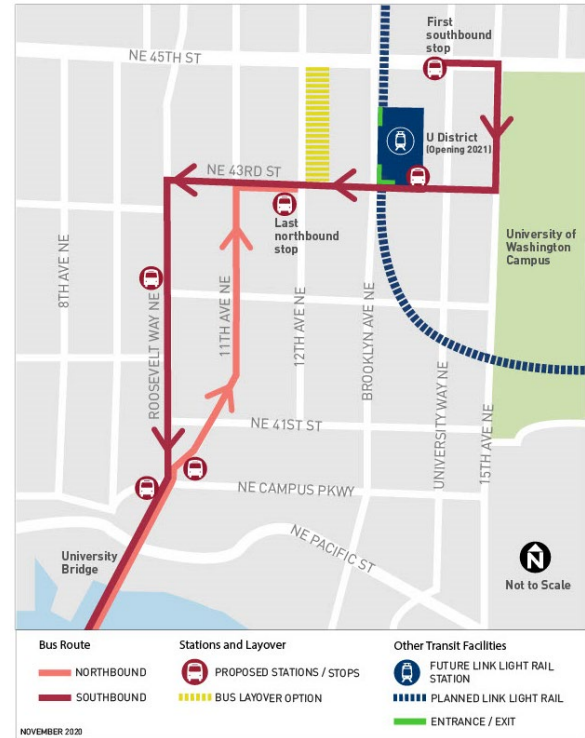 First
southbound
stop
NE 45TH ST
U District
(Opening 2021)
NE 43RD ST
Last
northbound
stop
University of
Washington
Campus
8TH AVE NE
ROOSEVELT WAY NE
11TH AVE NE
12TH AVE NE
BROOKLYN AVE NE
UNIVERSITY WAY NE
15TH AVE NE
NE 41ST ST
NE CAMPUS PKWY
NE PACIFIC ST
University
Bridge
N
Not to Scale
Bus Route
NORTHBOUND
SOUTHBOUND
Stations and Layover
PROPOSED STATIONS / STOPS
BUS LAYOVER OPTION
Other Transit Facilities
FUTURE LINK LIGHT RAIL
STATION
PLANNED LINK LIGHT RAIL
ENTRANCE / EXIT
NOVEMBER 2020